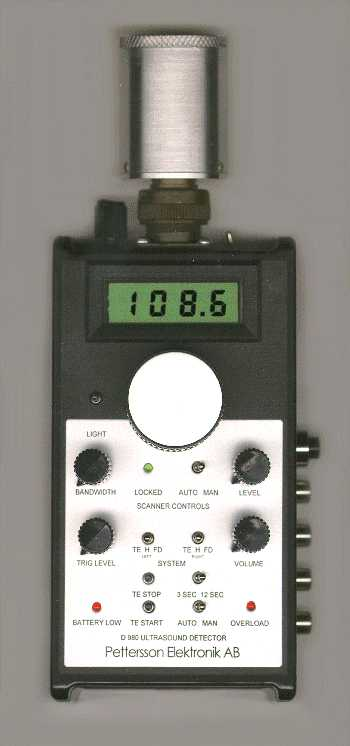 108.6
LIGHT
BANDWIDTH LOCKED AUTO MAN LEVEL
SCANNER CONTROLS
TE H FD TE H FD
LEFT RIGHT
TRIG LEVEL SYSTEM VOLUME
TE STOP 3 SEC 12 SEC
BATTERY LOW TE START AUTO MAN OVERLOAD
D 980 ULTRASOUND DETECTOR
Pettersson Elektronik AB